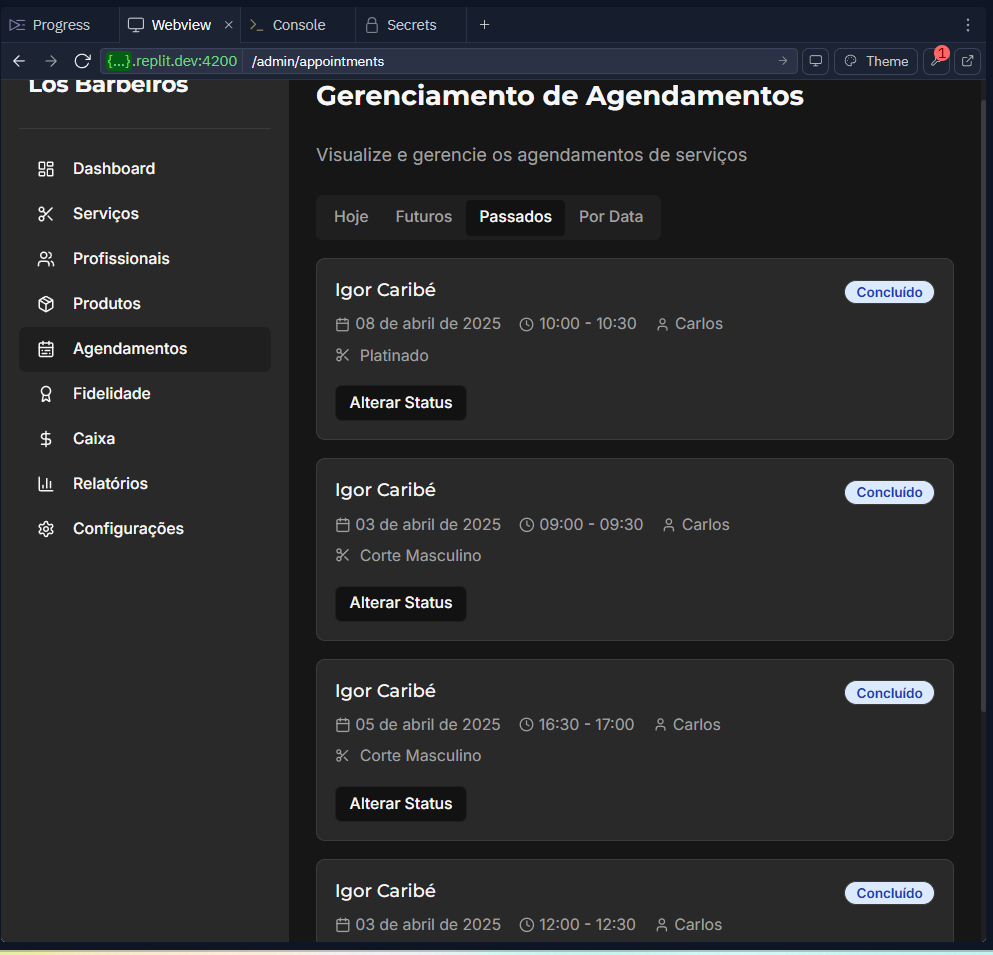 Progress
Webview
Console
Secrets
{...}.replit.dev:4200
/admin/appointments
Theme
1
Los Barbeiros
Dashboard
Serviços
Profissionais
Produtos
Agendamentos
Fidelidade
Caixa
Relatórios
Configurações
Gerenciamento de Agendamentos
Visualize e gerencie os agendamentos de serviços
Hoje Futuros Passados Por Data
Igor Caribé
Concluído
08 de abril de 2025 10:00 - 10:30 Carlos
Platinado
Alterar Status
Igor Caribé
Concluído
03 de abril de 2025 09:00 - 09:30 Carlos
Corte Masculino
Alterar Status
Igor Caribé
Concluído
05 de abril de 2025 16:30 - 17:00 Carlos
Corte Masculino
Alterar Status
Igor Caribé
Concluído
03 de abril de 2025 12:00 - 12:30 Carlos